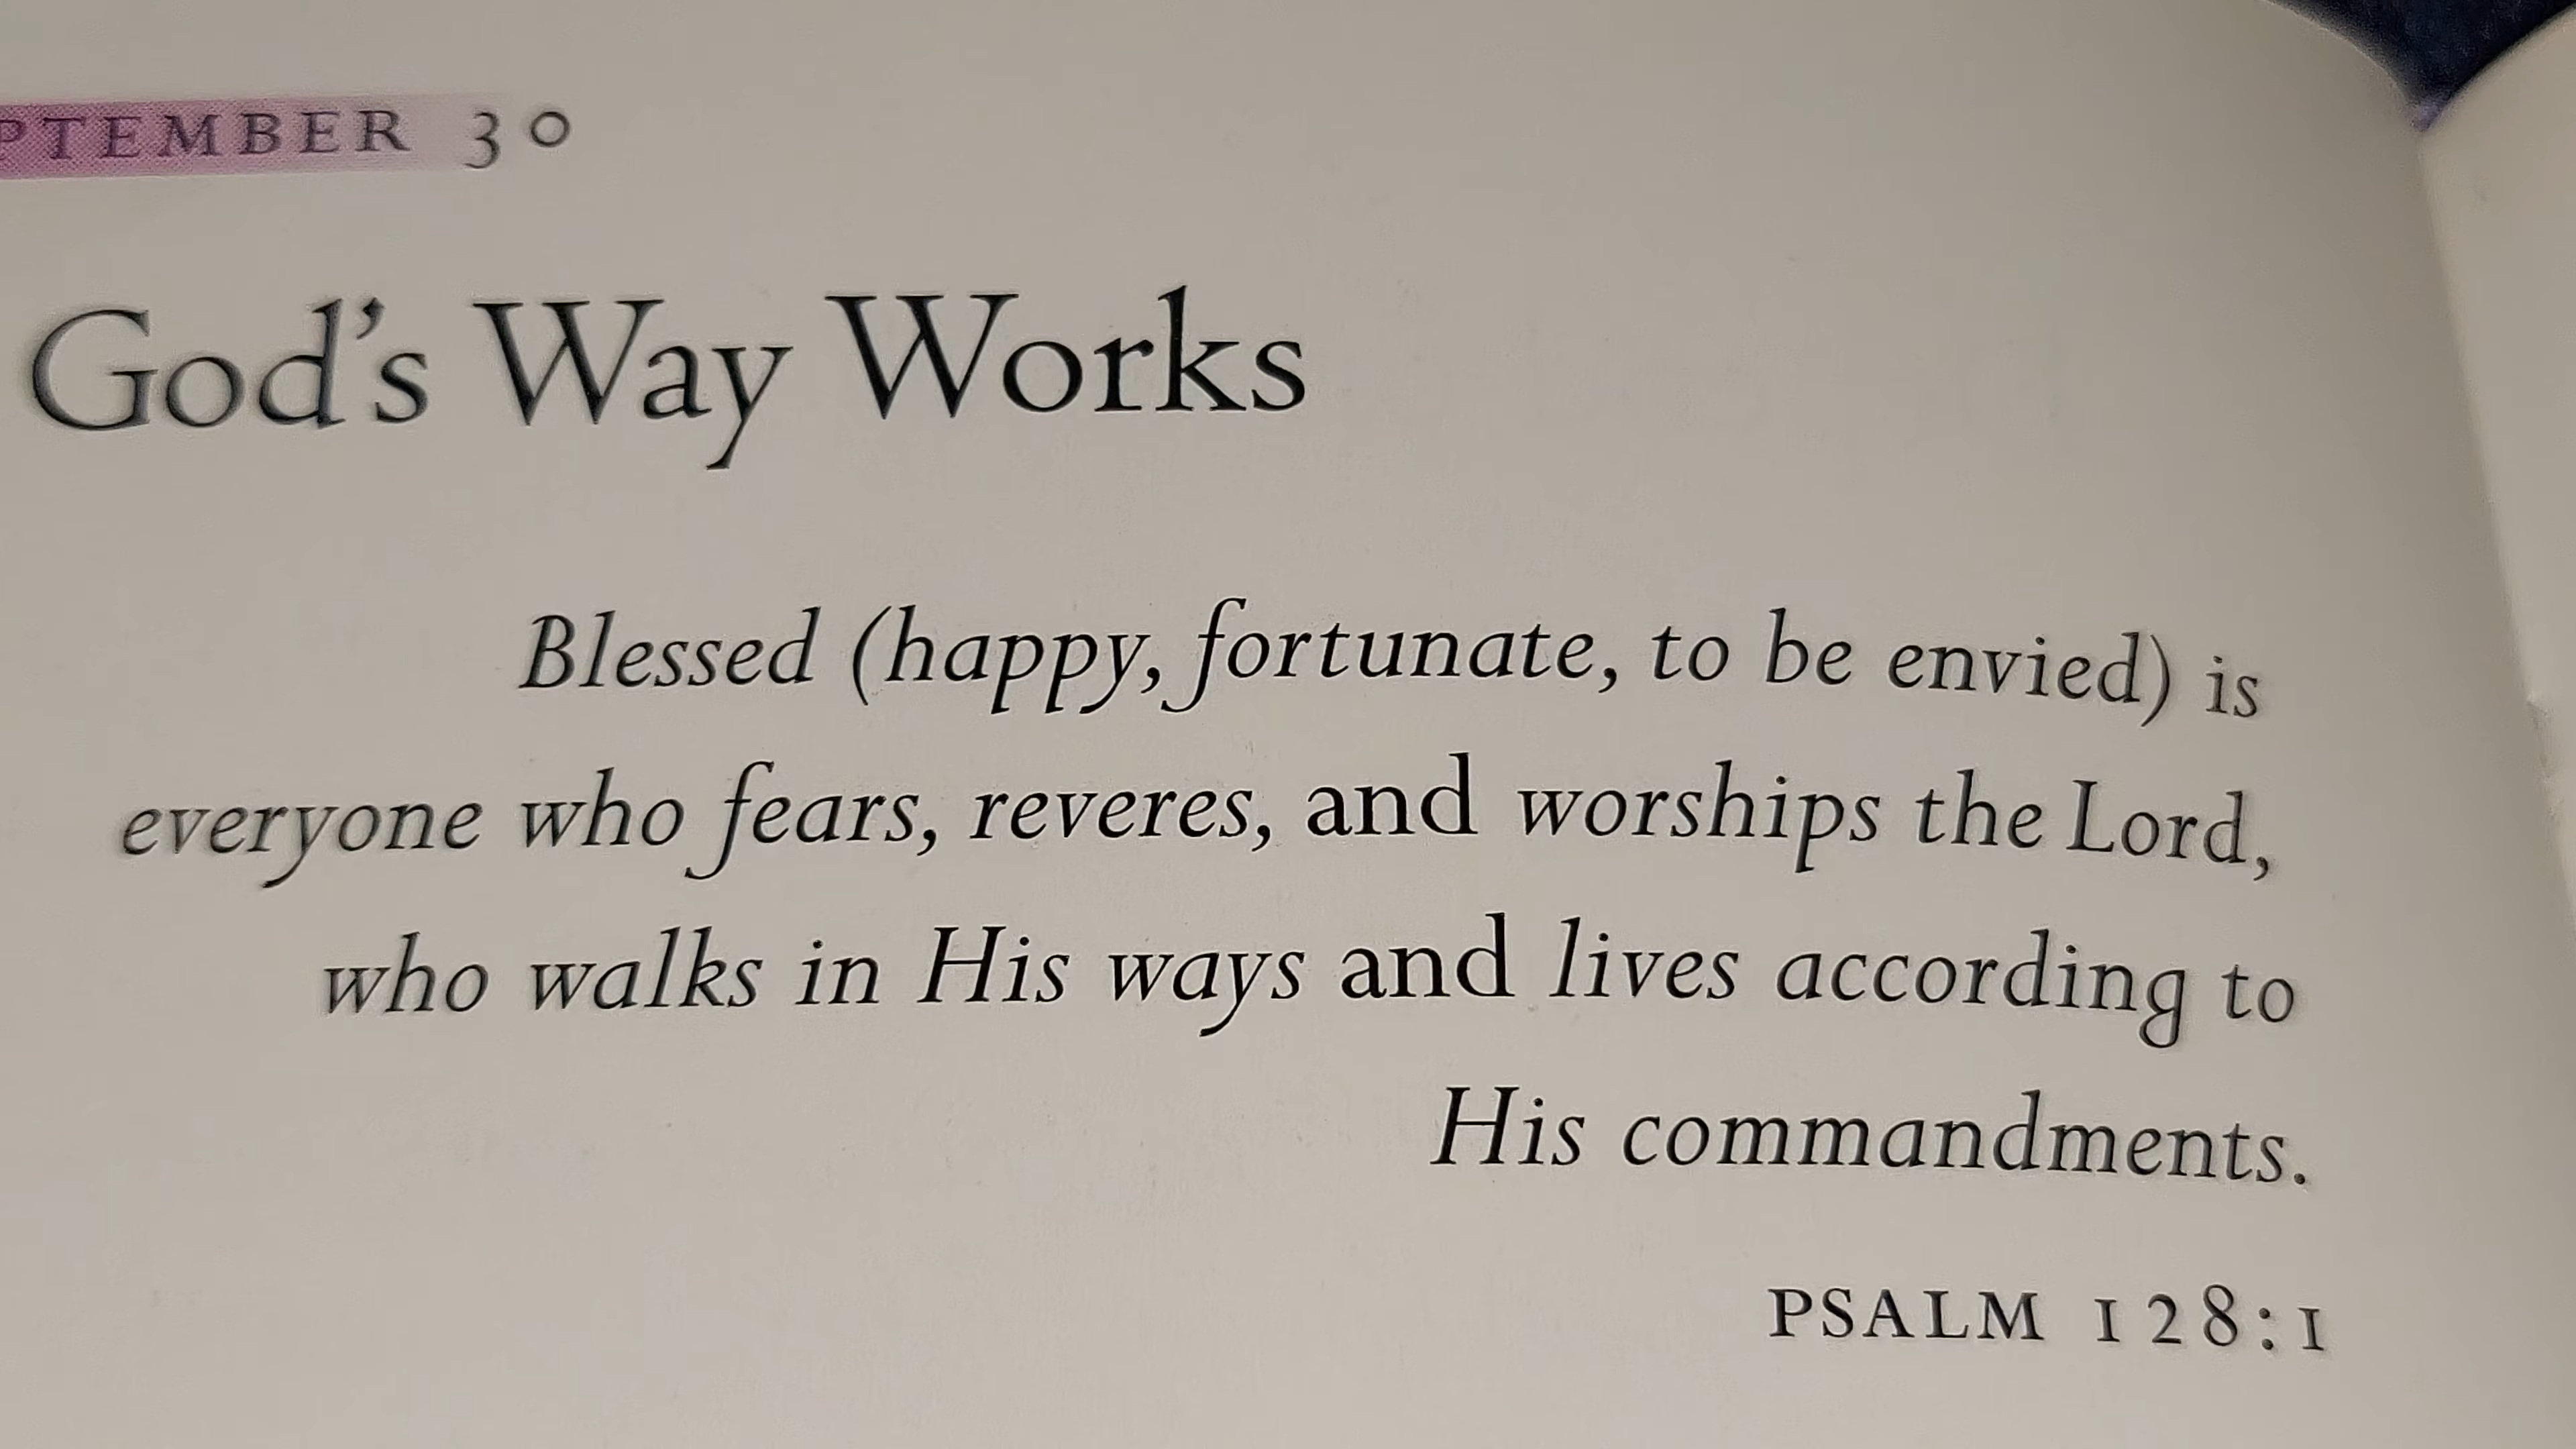 PTEMBER 30
God's Way Works
Blessed (happy, fortunate, to be envied) is
everyone who fears, reveres, and worships the Lord,
who walks in His ways and lives according to
His commandments.
PSALM 128:1